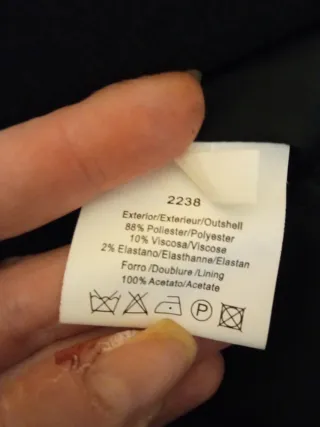 2238
Exterior/Exterieur/Outshell
88% Poliester/Polyester
10% Viscosa/Viscose
2% Elastano/Elasthanne/Elastan
Forro/Doublure/Lining
100% Acetato/Acetate
P